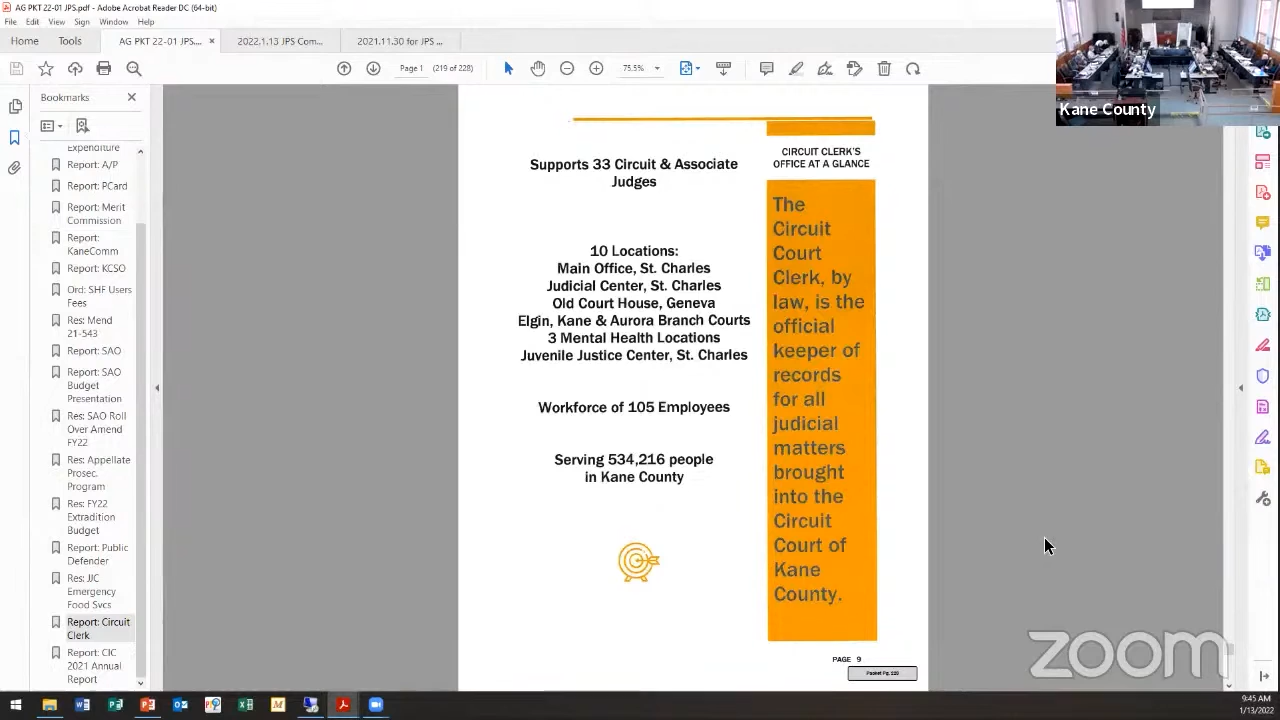 AG PKT 22-01 JPS.pdf - Adobe Acrobat Reader DC (64-bit)
File Edit View Sign Window Help
Home Tools AG PKT 22-01 JPS.... × 2022.1.13 JPS Com... 2021.11.30 for JPS ...
Page 1 (219 of 228) 75.5%
Kane County
Bookmarks
Expenditure
Report: A/P
Report: PCard
Report: Merit
Commission
Report:
KaneComm
Report: KCSO
Ord: SHF Users
Fees
Res: Mend
21-543
Report: SAO
Report: SAO
Budget
Presentation
Res: SAO Roll
Over Amend
FY22
Res: Appellate
Prosec.
Program
Res: FY22
Extradition
Budget
Report: Public
Defender
Res: JJC
Emergency
Food Svcs
Report: Circuit
Clerk
Report: CIC
2021 Annual
Report
Supports 33 Circuit & Associate
Judges
10 Locations:
Main Office, St. Charles
Judicial Center, St. Charles
Old Court House, Geneva
Elgin, Kane & Aurora Branch Courts
3 Mental Health Locations
Juvenile Justice Center, St. Charles
Workforce of 105 Employees
Serving 534,216 people
in Kane County
CIRCUIT CLERK'S
OFFICE AT A GLANCE
The
Circuit
Court
Clerk, by
law, is the
official
keeper of
records
for all
judicial
matters
brought
into the
Circuit
Court of
Kane
County.
PAGE 9
Packet Pg. 228
zoom
9:45 AM
1/13/2022